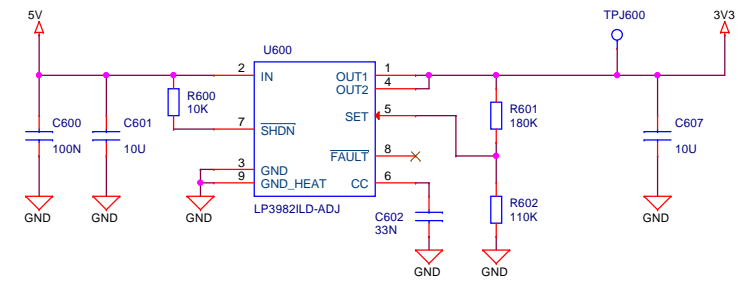 5V
TPJ600
3V3
U600
2
IN
OUT1
1
OUT2
4
R600
10K
SET
5
R601
180K
C600
100N
C601
10U
7
SHDN
C607
10U
FAULT
8
3
GND
9
GND_HEAT
CC
6
LP3982ILD-ADJ
C602
33N
R602
110K
GND
GND
GND
GND
GND
GND